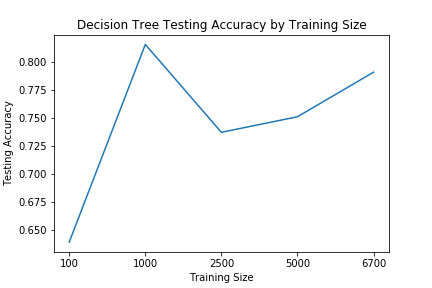 Decision Tree Testing Accuracy by Training Size
0.800
0.775
0.750
0.725
0.700
0.675
0.650
Testing Accuracy
100 1000 2500 5000 6700
Training Size